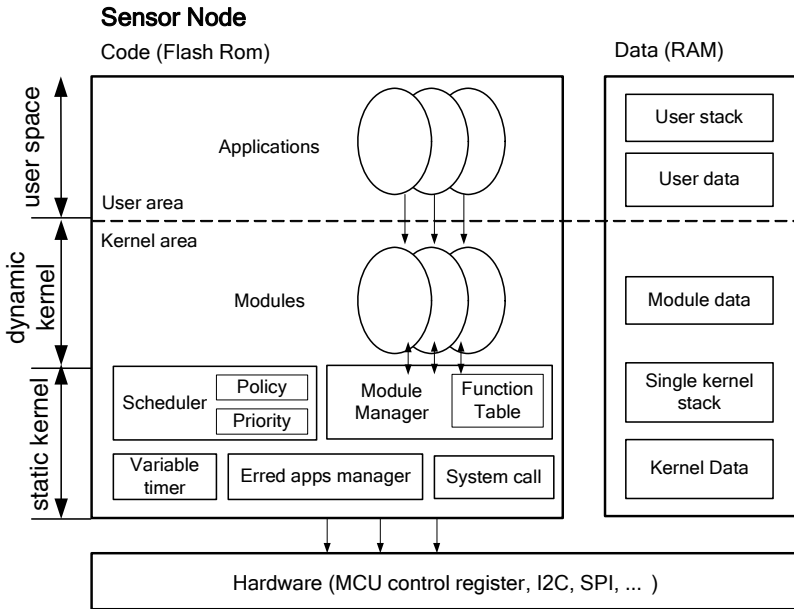 Sensor Node
Code (Flash Rom)
Data (RAM)
user space
Applications
User stack
User data
User area
Kernel area
dynamic
kernel
Modules
Module data
static kernel
Scheduler
Policy
Priority
Module
Manager
Function
Table
Single kernel
stack
Variable
timer
Erred apps manager
System call
Kernel Data
Hardware (MCU control register, I2C, SPI, ... )